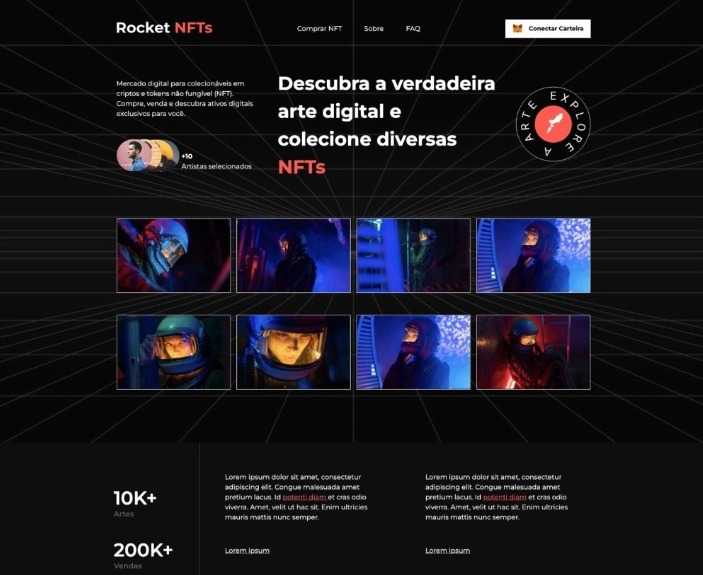 Rocket NFTs
Comprar NFT
Sobre
FAQ
Conectar Carteira
Mercado digital para colecionáveis em
criptos e tokens não fungível (NFT).
Compre, venda e descubra ativos digitais
exclusivos para você.
+10
Artistas selecionados
Descubra a verdadeira
arte digital e
colecione diversas
NFTs
EXPLORE A ARTE
10K+
Artes
200K+
Vendas
Lorem ipsum dolor sit amet, consectetur
adipiscing elit. Congue malesuada amet
pretium lacus. Id potenti diam et cras odio
viverra. Amet, velit ut hac sit. Enim ultricies
mauris mattis nunc semper.
Lorem ipsum
Lorem ipsum dolor sit amet, consectetur
adipiscing elit. Congue malesuada amet
pretium lacus. Id potenti diam et cras odio
viverra. Amet, velit ut hac sit. Enim ultricies
mauris mattis nunc semper.
Lorem ipsum